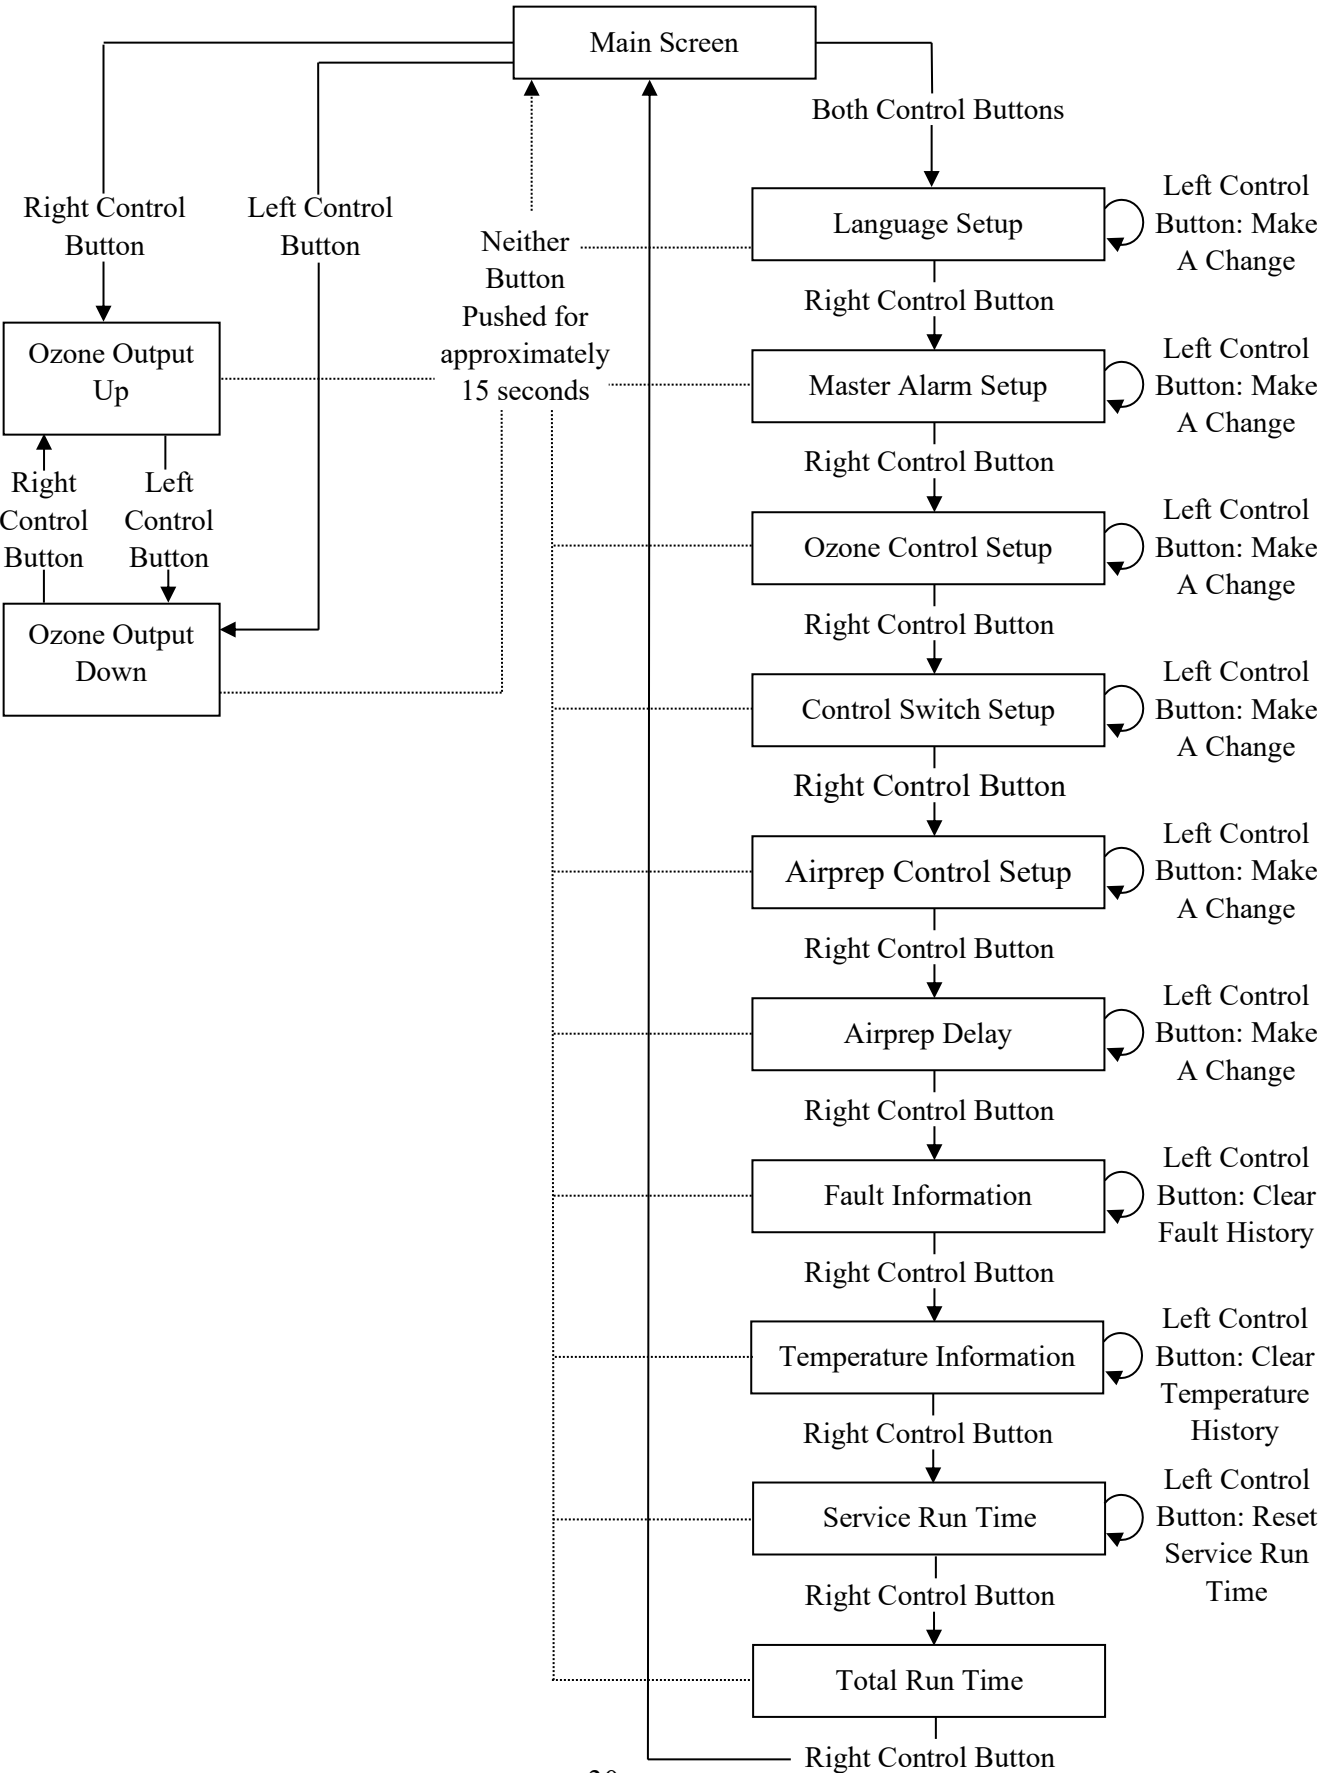 Main Screen
Both Control Buttons
Right Control
Button
Left Control
Button
Neither
Button
Pushed for
approximately
15 seconds
Language Setup
Left Control
Button: Make
A Change
Right Control Button
Ozone Output
Up
Master Alarm Setup
Left Control
Button: Make
A Change
Right Control Button
Right
Control
Button
Left
Control
Button
Ozone Control Setup
Left Control
Button: Make
A Change
Right Control Button
Ozone Output
Down
Control Switch Setup
Left Control
Button: Make
A Change
Right Control Button
Airprep Control Setup
Left Control
Button: Make
A Change
Right Control Button
Airprep Delay
Left Control
Button: Make
A Change
Right Control Button
Fault Information
Left Control
Button: Clear
Fault History
Right Control Button
Temperature Information
Left Control
Button: Clear
Temperature
History
Right Control Button
Service Run Time
Left Control
Button: Reset
Service Run
Time
Right Control Button
Total Run Time
Right Control Button